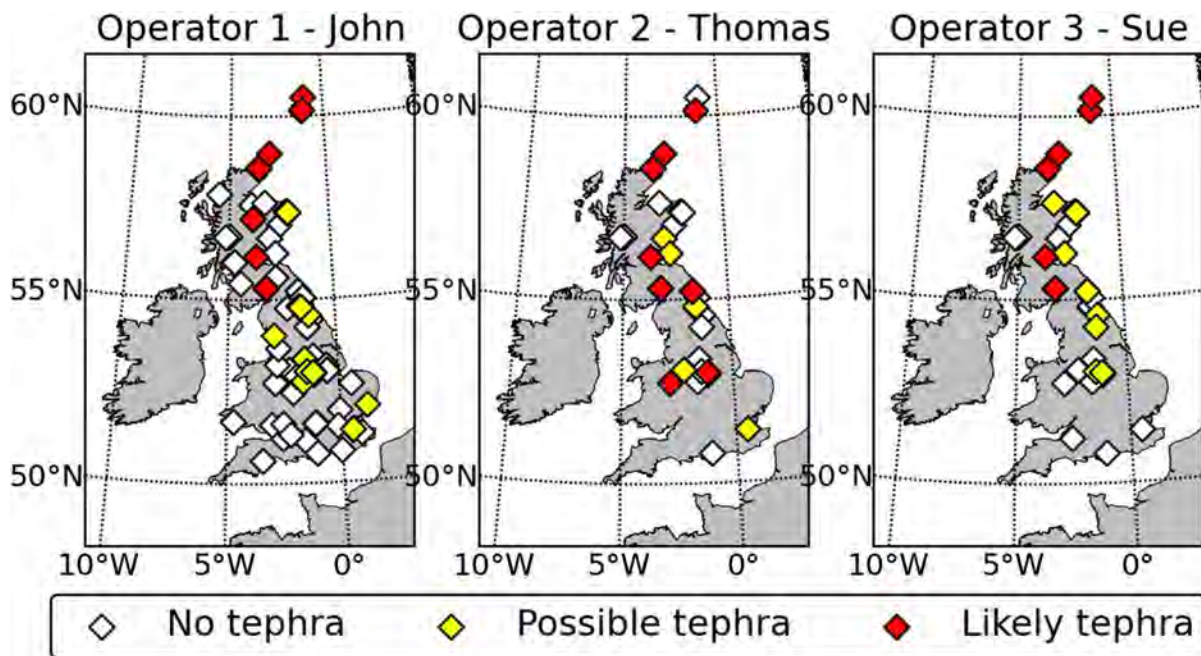 Operator 1 - John
Operator 2 - Thomas
Operator 3 - Sue
60°N
60°N
60°N
55°N
55°N
55°N
50°N
50°N
50°N
10°W 5°W 0°
10°W 5°W 0°
10°W 5°W 0°
No tephra
Possible tephra
Likely tephra